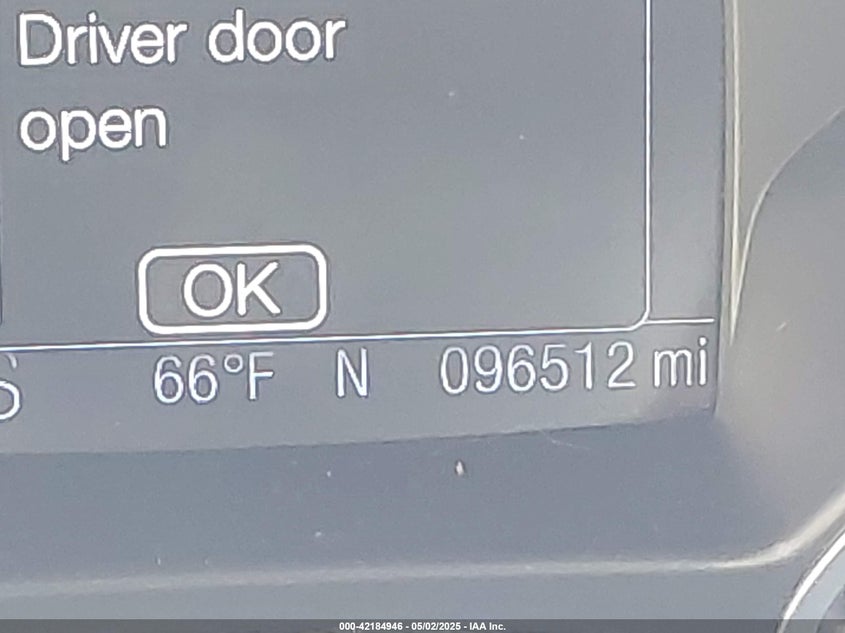 Driver door
open
OK
66°F N 096512 mi
000-42184946 - 05/02/2025 - IAA Inc.